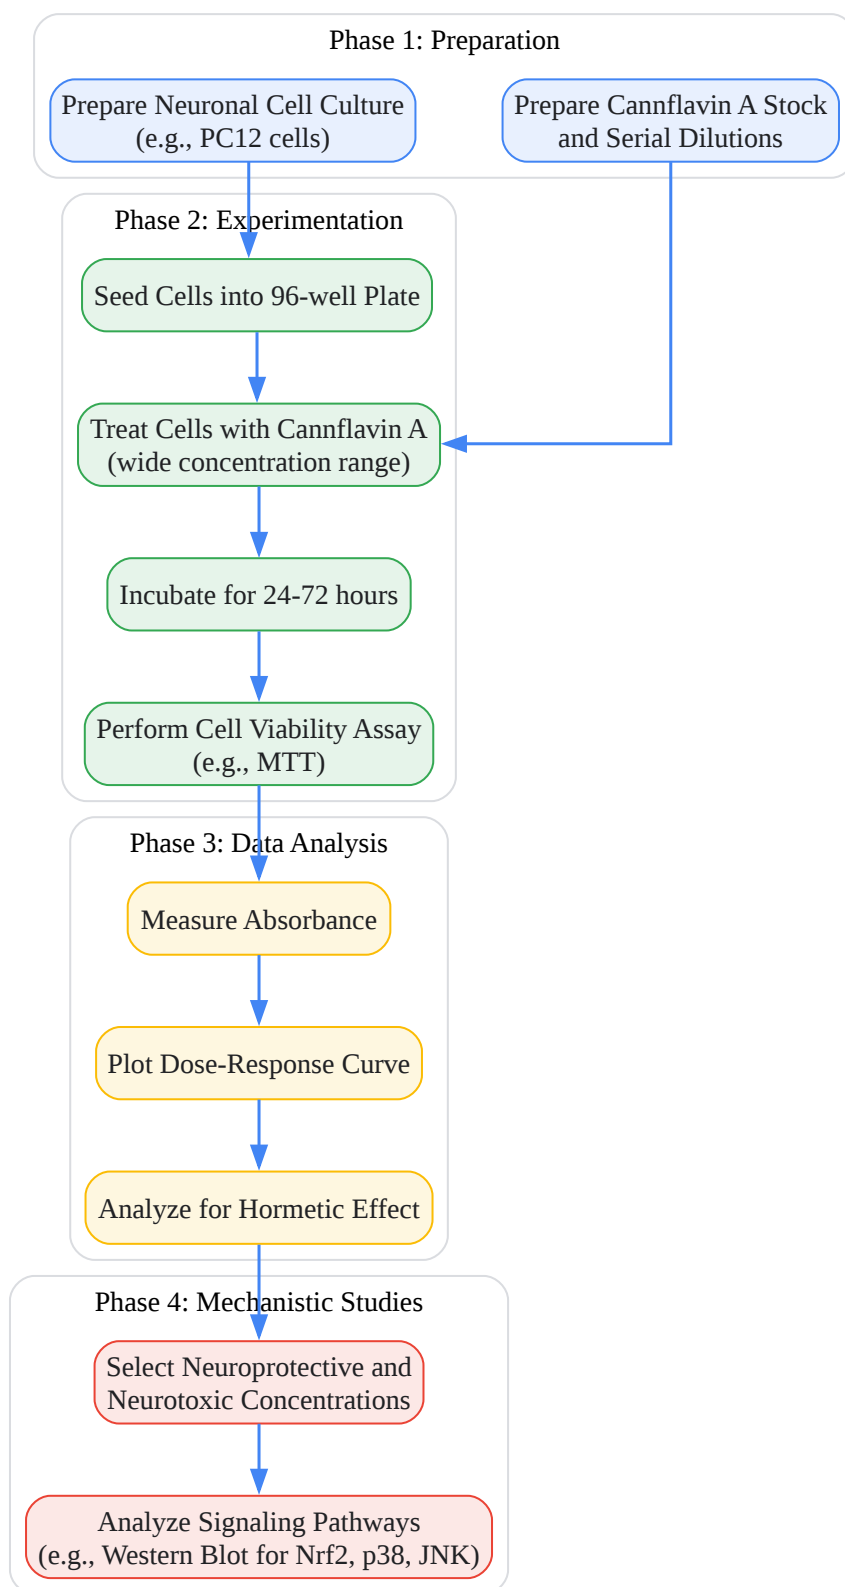 Phase 1: Preparation
Prepare Neuronal Cell Culture
(e.g., PC12 cells)
Prepare Cannflavin A Stock
and Serial Dilutions
Phase 2: Experimentation
Seed Cells into 96-well Plate
Treat Cells with Cannflavin A
(wide concentration range)
Incubate for 24-72 hours
Perform Cell Viability Assay
(e.g., MTT)
Phase 3: Data Analysis
Measure Absorbance
Plot Dose-Response Curve
Analyze for Hormetic Effect
Phase 4: Mechanistic Studies
Select Neuroprotective and
Neurotoxic Concentrations
Analyze Signaling Pathways
(e.g., Western Blot for Nrf2, p38, JNK)